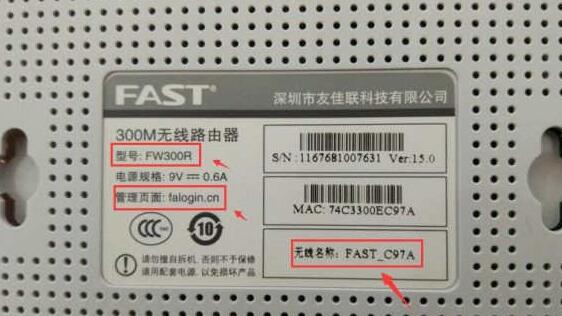 FAST®
深圳市友佳联科技有限公司
300M无线路由器
型号: FW300R
电源规格: 9V⎓0.6A
管理页面: falogin.cn
10
请勿擅自拆机, 否则不予保修
请用配套电源, 以免损坏产品
S/N:1167681007631 Ver:15.0
MAC: 74C3300EC97A
无线名称: FAST_C97A